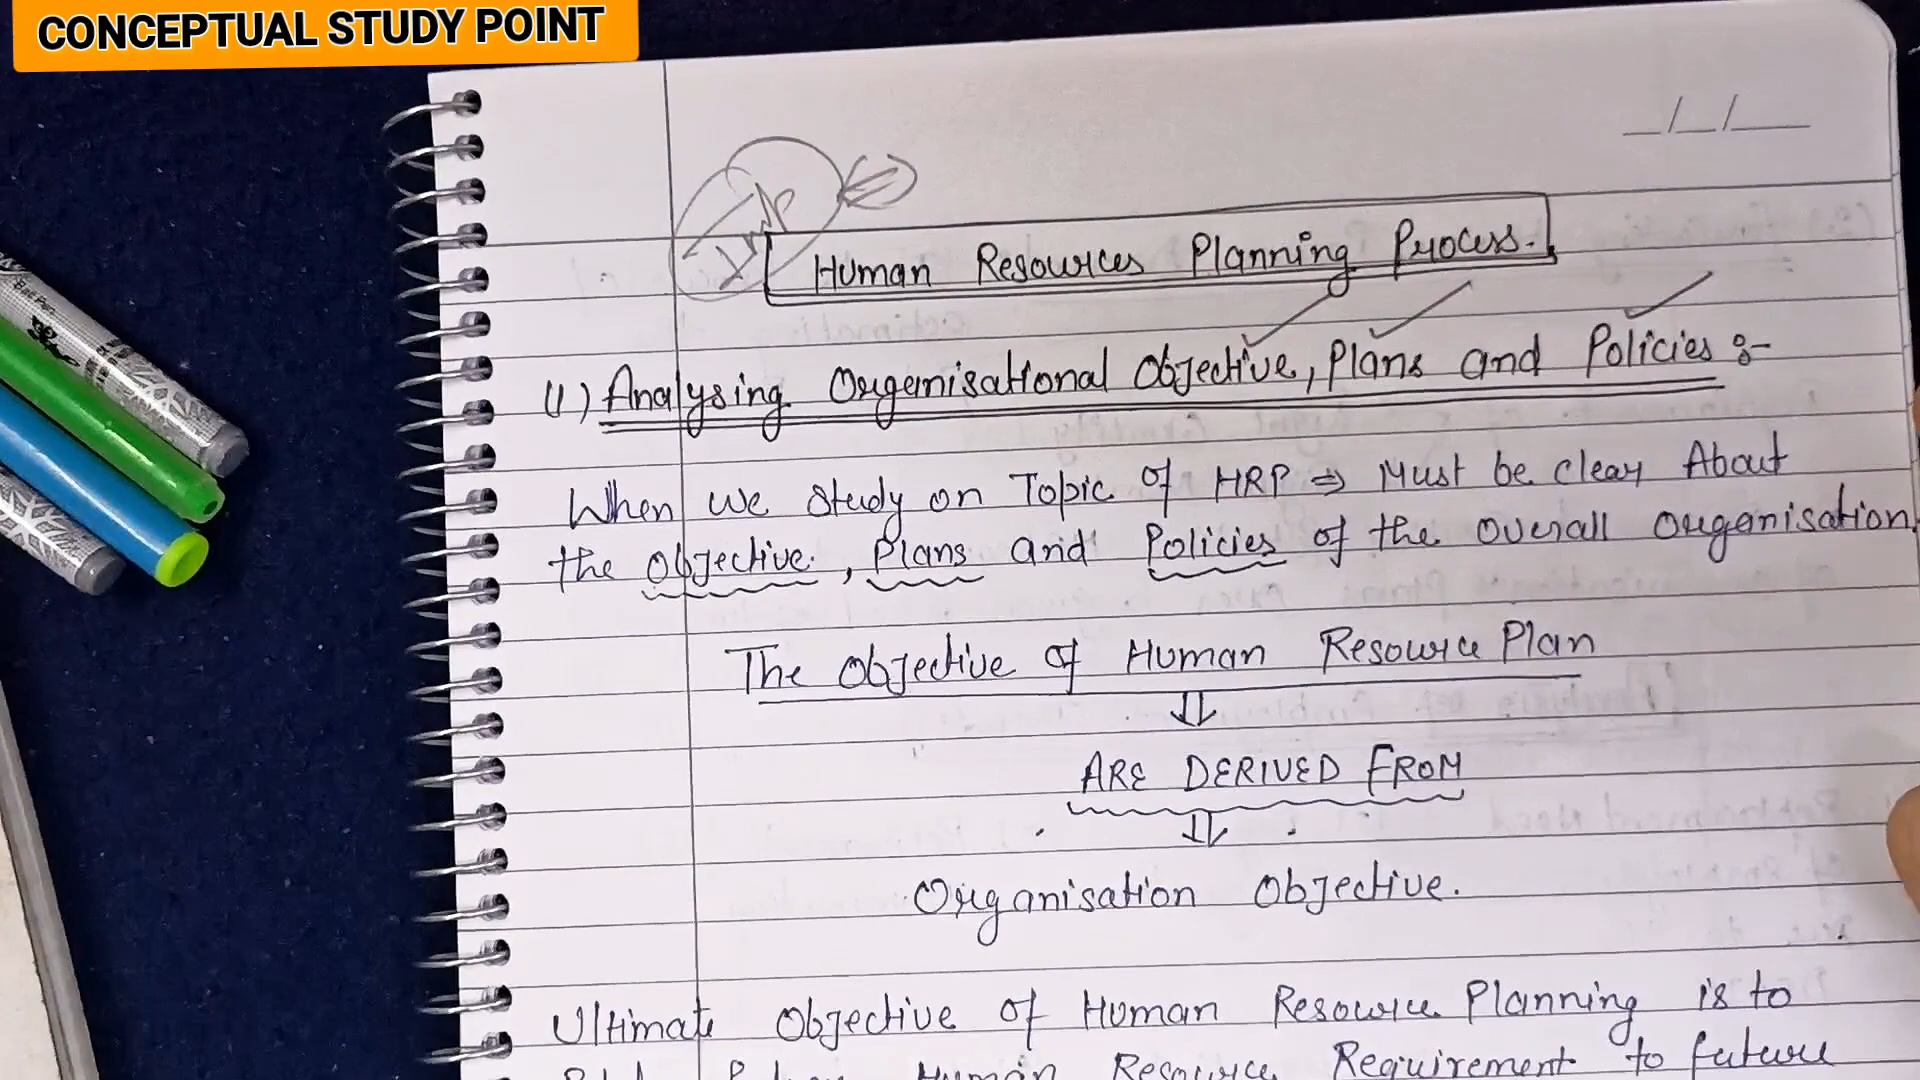 CONCEPTUAL STUDY POINT
Human Resources Planning Process.
(1) Analysing Organisational Objective, Plans and Policies :-
When we study on Topic of HRP ⇒ Must be clear About
the objective, Plans and Policies of the overall organisation
The objective of Human Resource Plan
⇓
ARE DERIVED FROM
⇓
Organisation Objective.
Ultimate Objective of Human Resource Planning is to
Human Resource Requirement to future